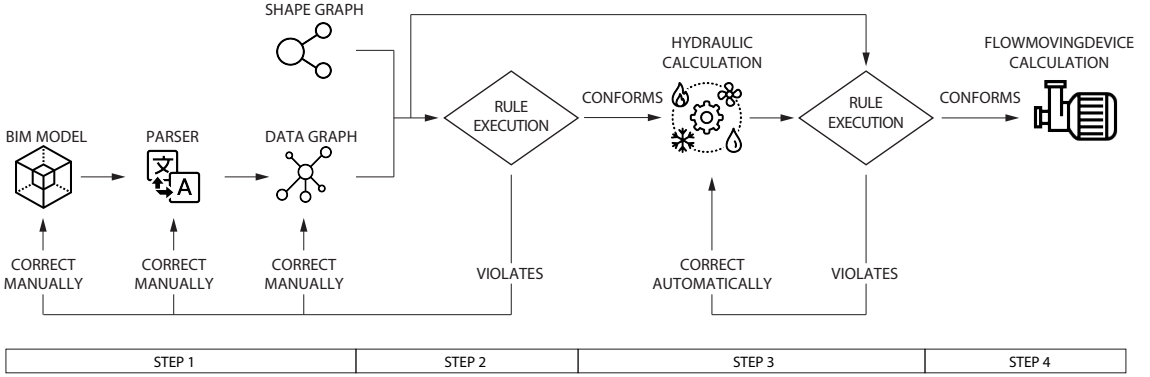 SHAPE GRAPH
BIM MODEL
PARSER
文
A
DATA GRAPH
RULE
EXECUTION
CONFORMS
HYDRAULIC
CALCULATION
RULE
EXECUTION
CONFORMS
FLOWMOVINGDEVICE
CALCULATION
CORRECT
MANUALLY
CORRECT
MANUALLY
CORRECT
MANUALLY
VIOLATES
CORRECT
AUTOMATICALLY
VIOLATES
STEP 1
STEP 2
STEP 3
STEP 4